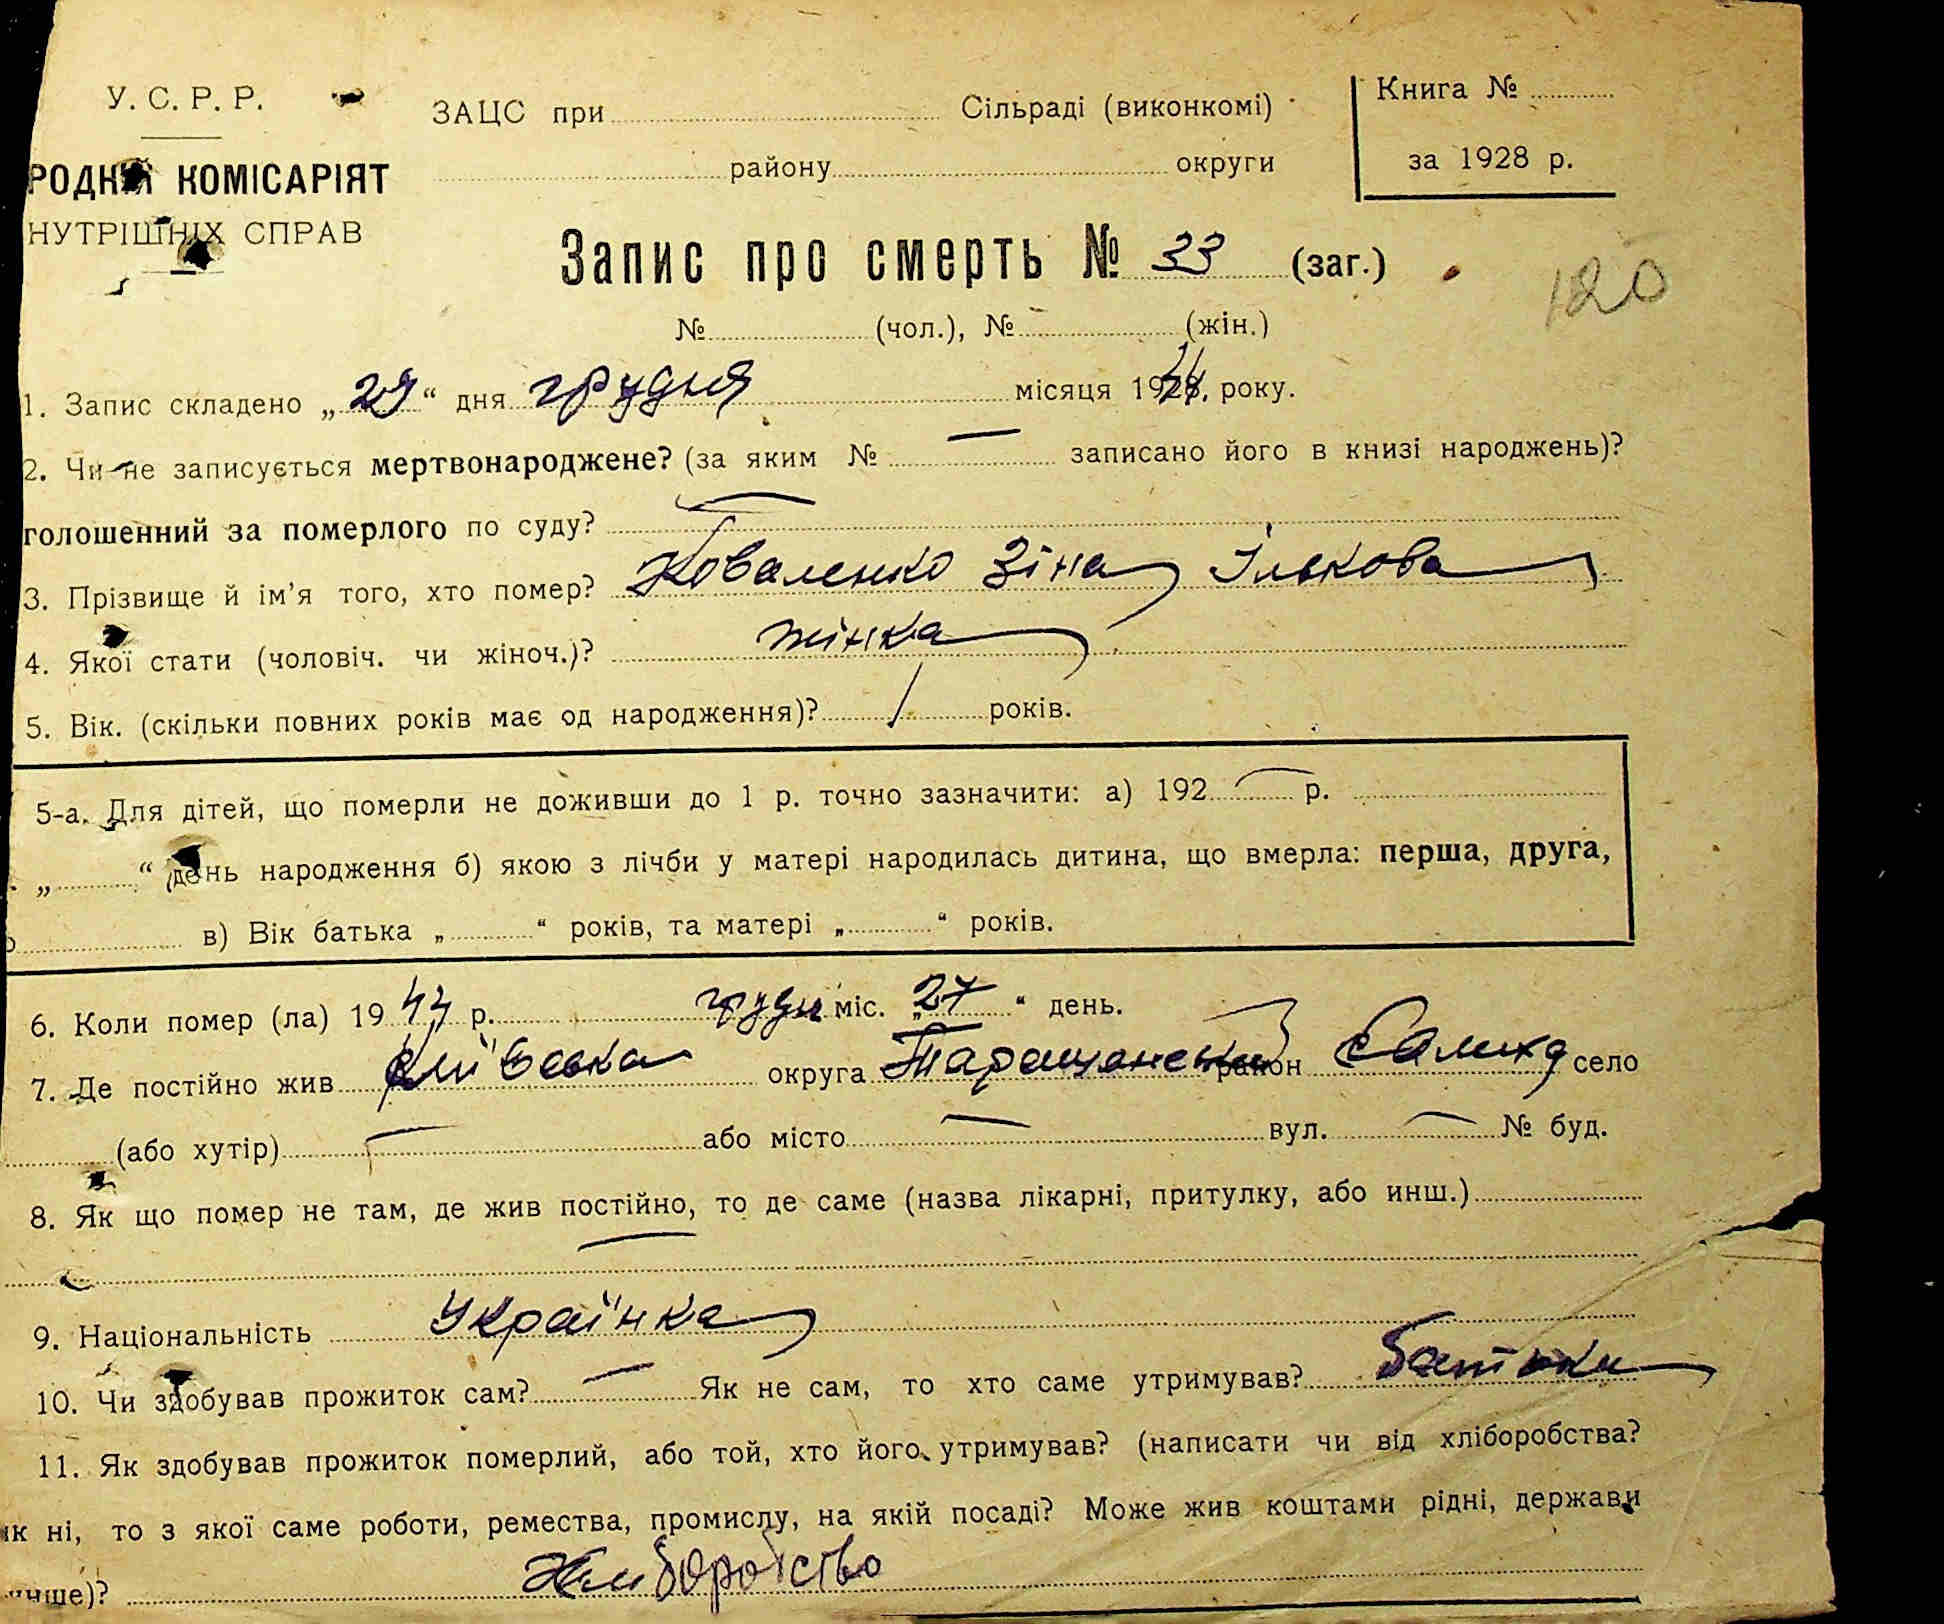 У. С. Р. Р.
РОДНІЙ КОМІСАРІЯТ
НУТРІШНІХ СПРАВ
ЗАЦС при Сільраді (виконкомі)
району округи
Книга №
за 1928 р.
Запис про смерть № 33 (заг.)
№ (чол.), № (жін.)
120
1. Запис складено „29“ дня грудня місяця 1928 року.
2. Чи не записується мертвонароджене? (за яким № — записано його в книзі народжень)?
голошенний за померлого по суду? —
3. Прізвище й ім'я того, хто помер? Коваленко Зіна Ількова
4. Якої стати (чоловіч. чи жіноч.)? жінка
5. Вік. (скільки повних років має од народження)? 1 років.
5-а. Для дітей, що померли не доживши до 1 р. точно зазначити: а) 192 — р.
„ “ день народження б) якою з лічби у матері народилась дитина, що вмерла: перша, друга,
в) Вік батька „ “ років, та матері „ “ років.
6. Коли помер (ла) 19 р. грудн міс. „27“ день.
7. Де постійно жив Київська округа Таращанський район село
(або хутір) — або місто — вул. — № буд.
8. Як що помер не там, де жив постійно, то де саме (назва лікарні, притулку, або инш.)
—
9. Національність Українка
10. Чи здобував прожиток сам? — Як не сам, то хто саме утримував? Батьки
11. Як здобував прожиток померлий, або той, хто його утримував? (написати чи від хліборобства?
як ні, то з якої саме роботи, ремества, промислу, на якій посаді? Може жив коштами рідні, держави
инше)? Хліборобство